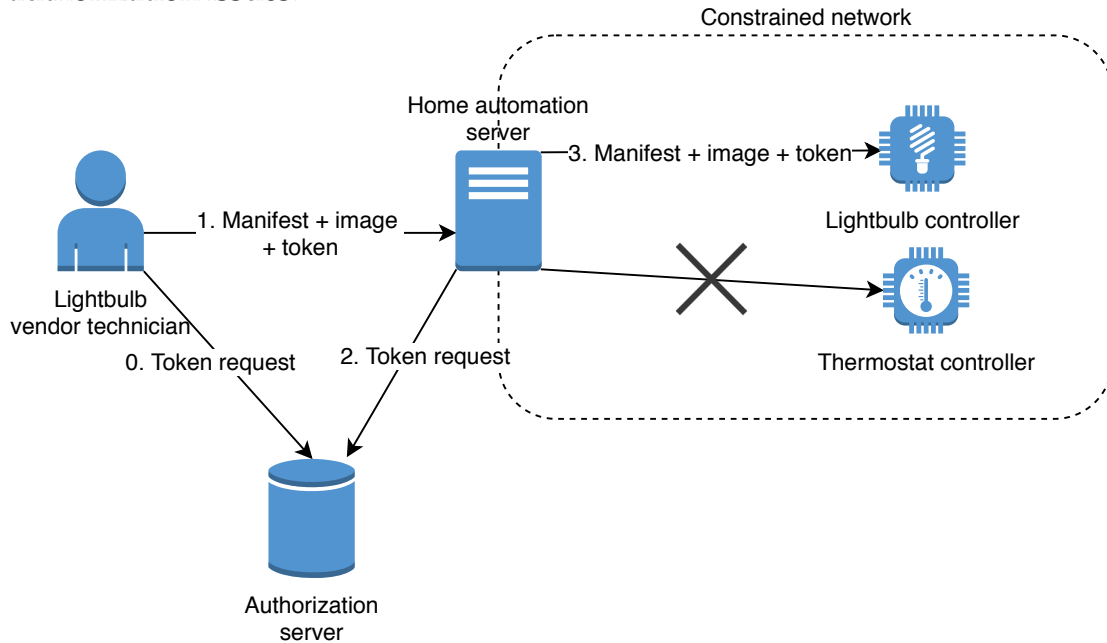 Constrained network
Home automation
server
3. Manifest + image + token
1. Manifest + image
+ token
Lightbulb controller
Lightbulb
vendor technician
0. Token request
2. Token request
Thermostat controller
Authorization
server